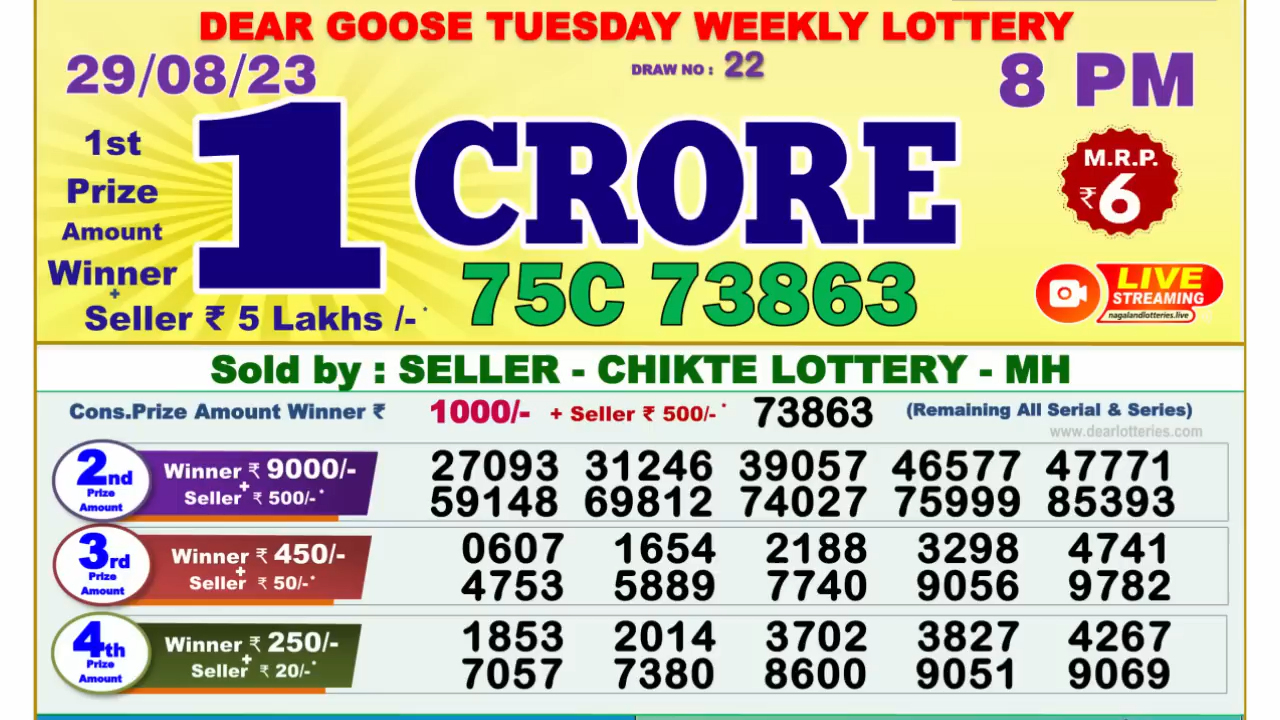 DEAR GOOSE TUESDAY WEEKLY LOTTERY
29/08/23
DRAW NO : 22
8 PM
1st
Prize
Amount
Winner
+
Seller ₹ 5 Lakhs /-*
1 CRORE
75C 73863
M.R.P.
₹6
LIVE
STREAMING
nagalandlotteries.live
Sold by : SELLER - CHIKTE LOTTERY - MH
Cons.Prize Amount Winner ₹ 1000/- + Seller ₹ 500/-* 73863 (Remaining All Serial & Series)
www.dearlotteries.com
2nd
Prize
Amount
Winner ₹ 9000/-
+
Seller ₹ 500/-*
27093 31246 39057 46577 47771
59148 69812 74027 75999 85393
3rd
Prize
Amount
Winner ₹ 450/-
+
Seller ₹ 50/-*
0607 1654 2188 3298 4741
4753 5889 7740 9056 9782
4th
Prize
Amount
Winner ₹ 250/-
+
Seller ₹ 20/-*
1853 2014 3702 3827 4267
7057 7380 8600 9051 9069